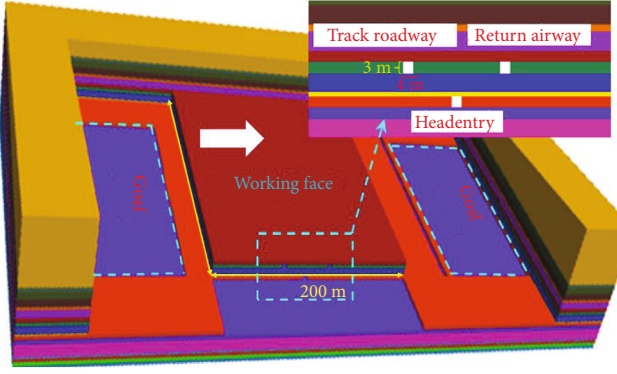 Track roadway
Return airway
3 m
4 m
Headentry
Working face
Goaf
Goaf
200 m